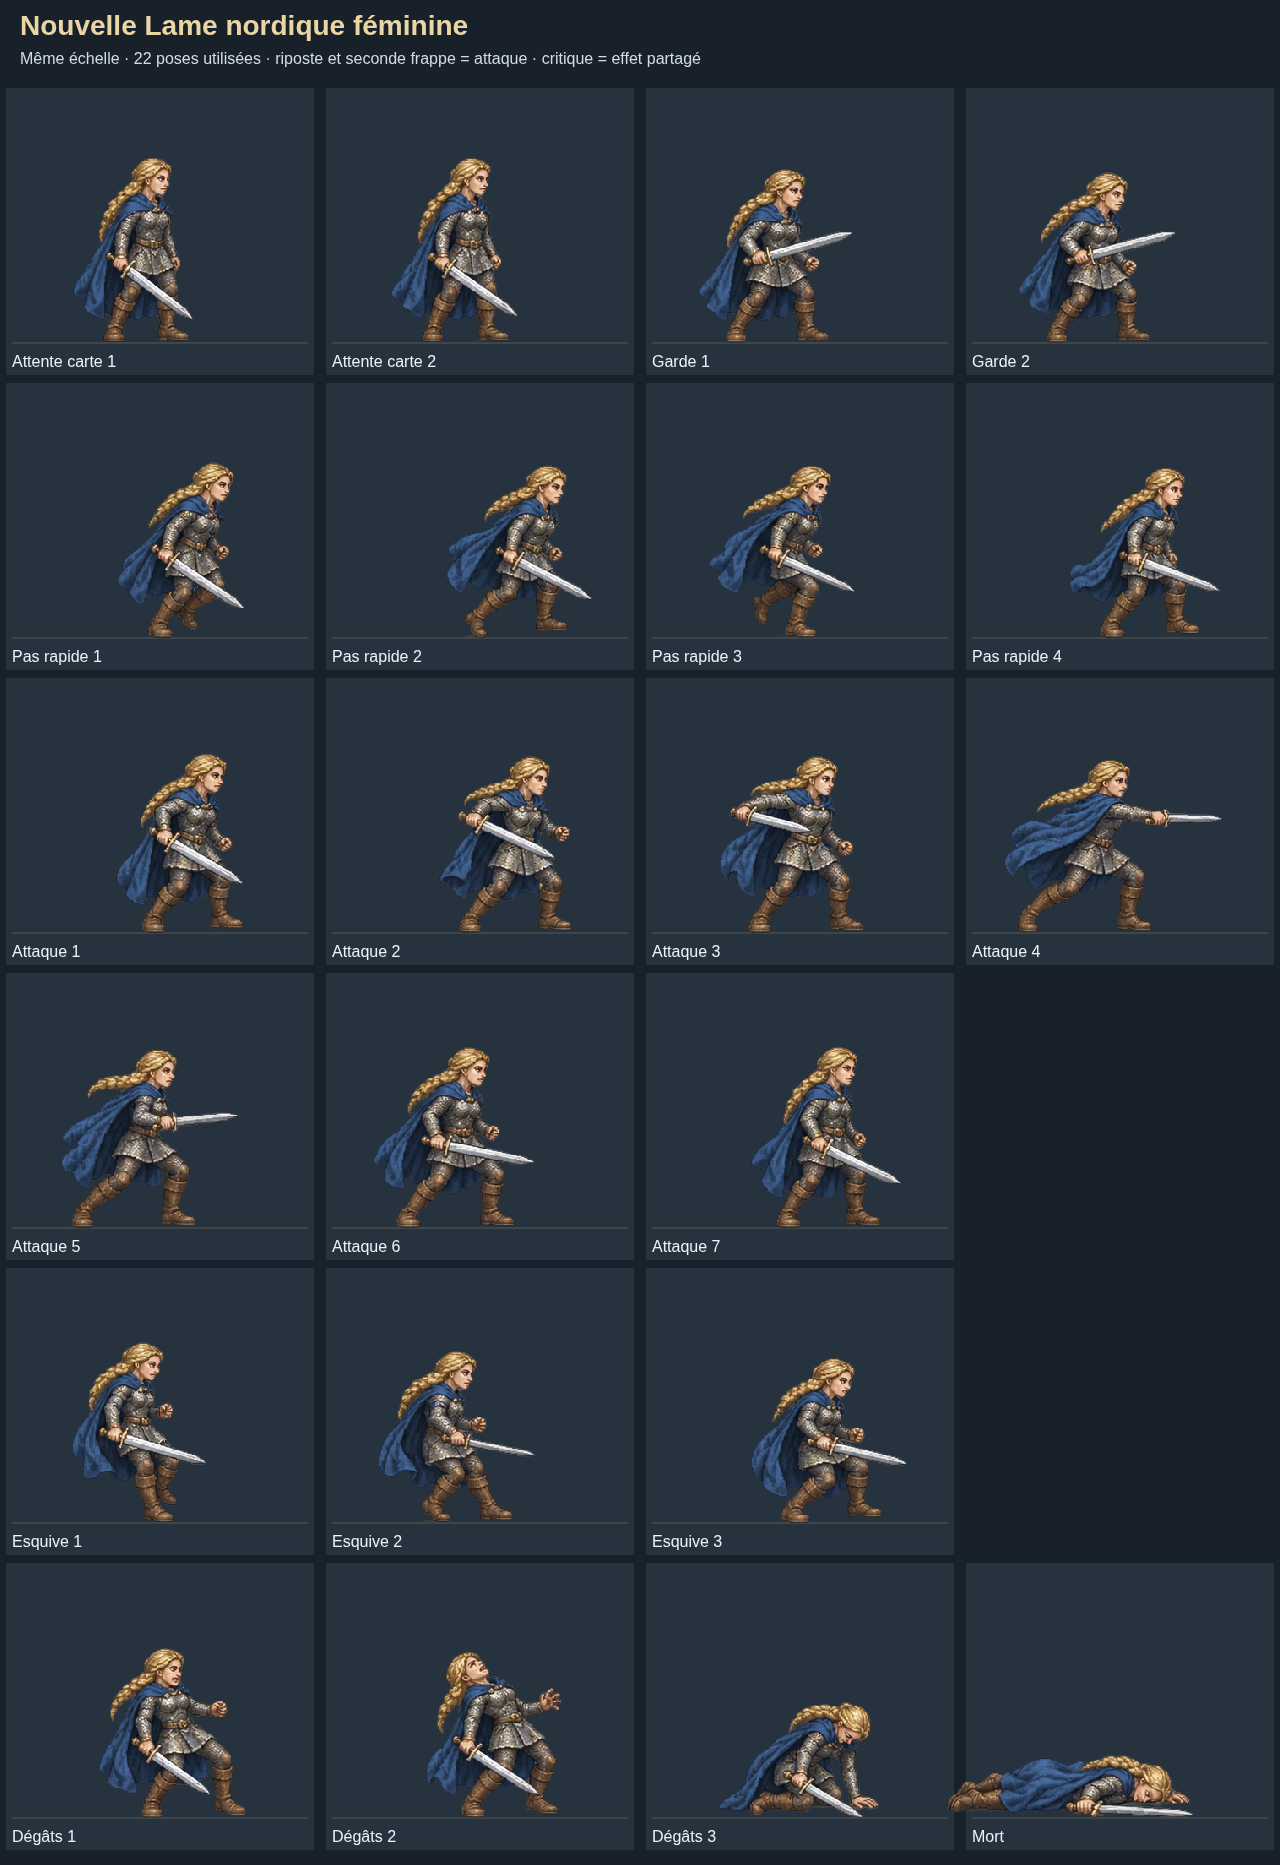 Nouvelle Lame nordique féminine
Même échelle · 22 poses utilisées · riposte et seconde frappe = attaque · critique = effet partagé
Attente carte 1
Attente carte 2
Garde 1
Garde 2
Pas rapide 1
Pas rapide 2
Pas rapide 3
Pas rapide 4
Attaque 1
Attaque 2
Attaque 3
Attaque 4
Attaque 5
Attaque 6
Attaque 7
Esquive 1
Esquive 2
Esquive 3
Dégâts 1
Dégâts 2
Dégâts 3
Mort